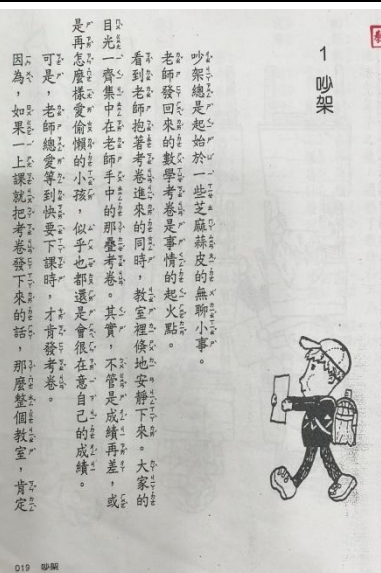 1 吵架
吵架總是起始於一些芝麻蒜皮的無聊小事。
老師發回來的數學考卷是事情的起火點。
看到老師抱著考卷進來的同時，教室裡倏地安靜下來。大家的
目光一齊集中在老師手中的那疊考卷。其實，不管是成績再差，或
是再怎麼樣愛偷懶的小孩，似乎也都還是會很在意自己的成績。
可是，老師總愛等到快要下課時，才肯發考卷。
因為，如果一上課就把考卷發下來的話，那麼整個教室，肯定
019 吵架